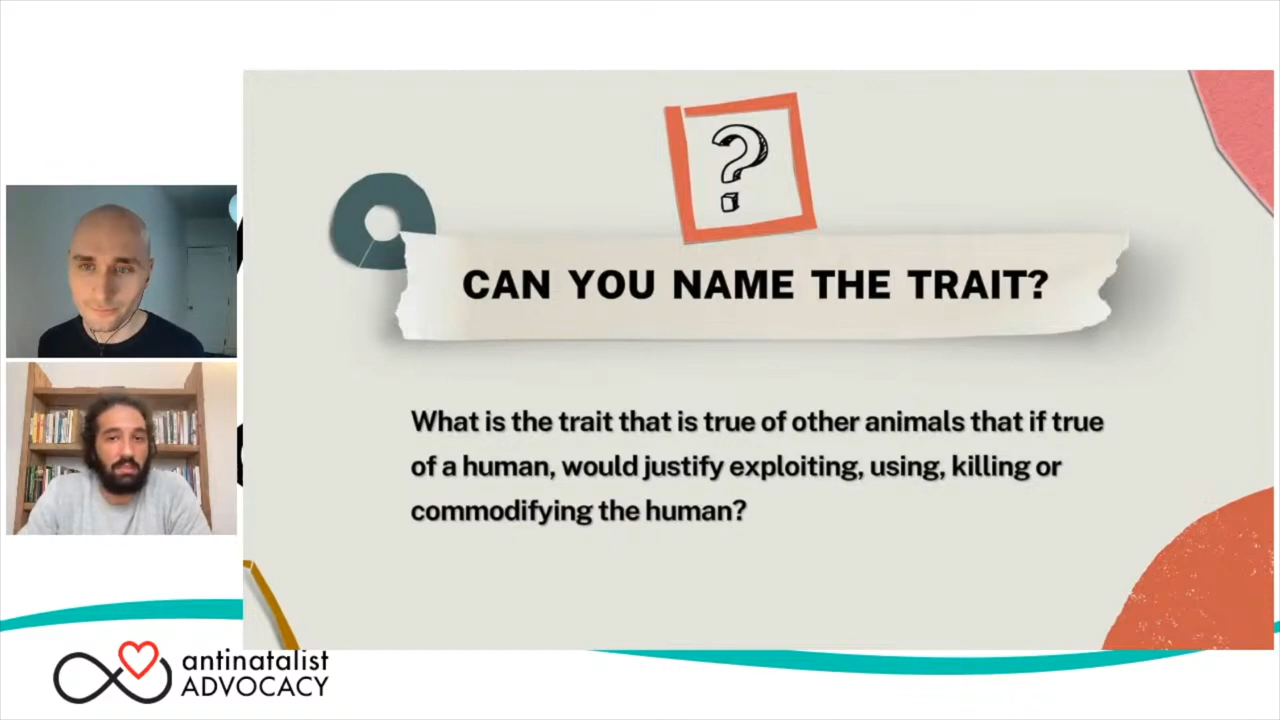 ?
CAN YOU NAME THE TRAIT?
What is the trait that is true of other animals that if true
of a human, would justify exploiting, using, killing or
commodifying the human?
antinatalist
ADVOCACY